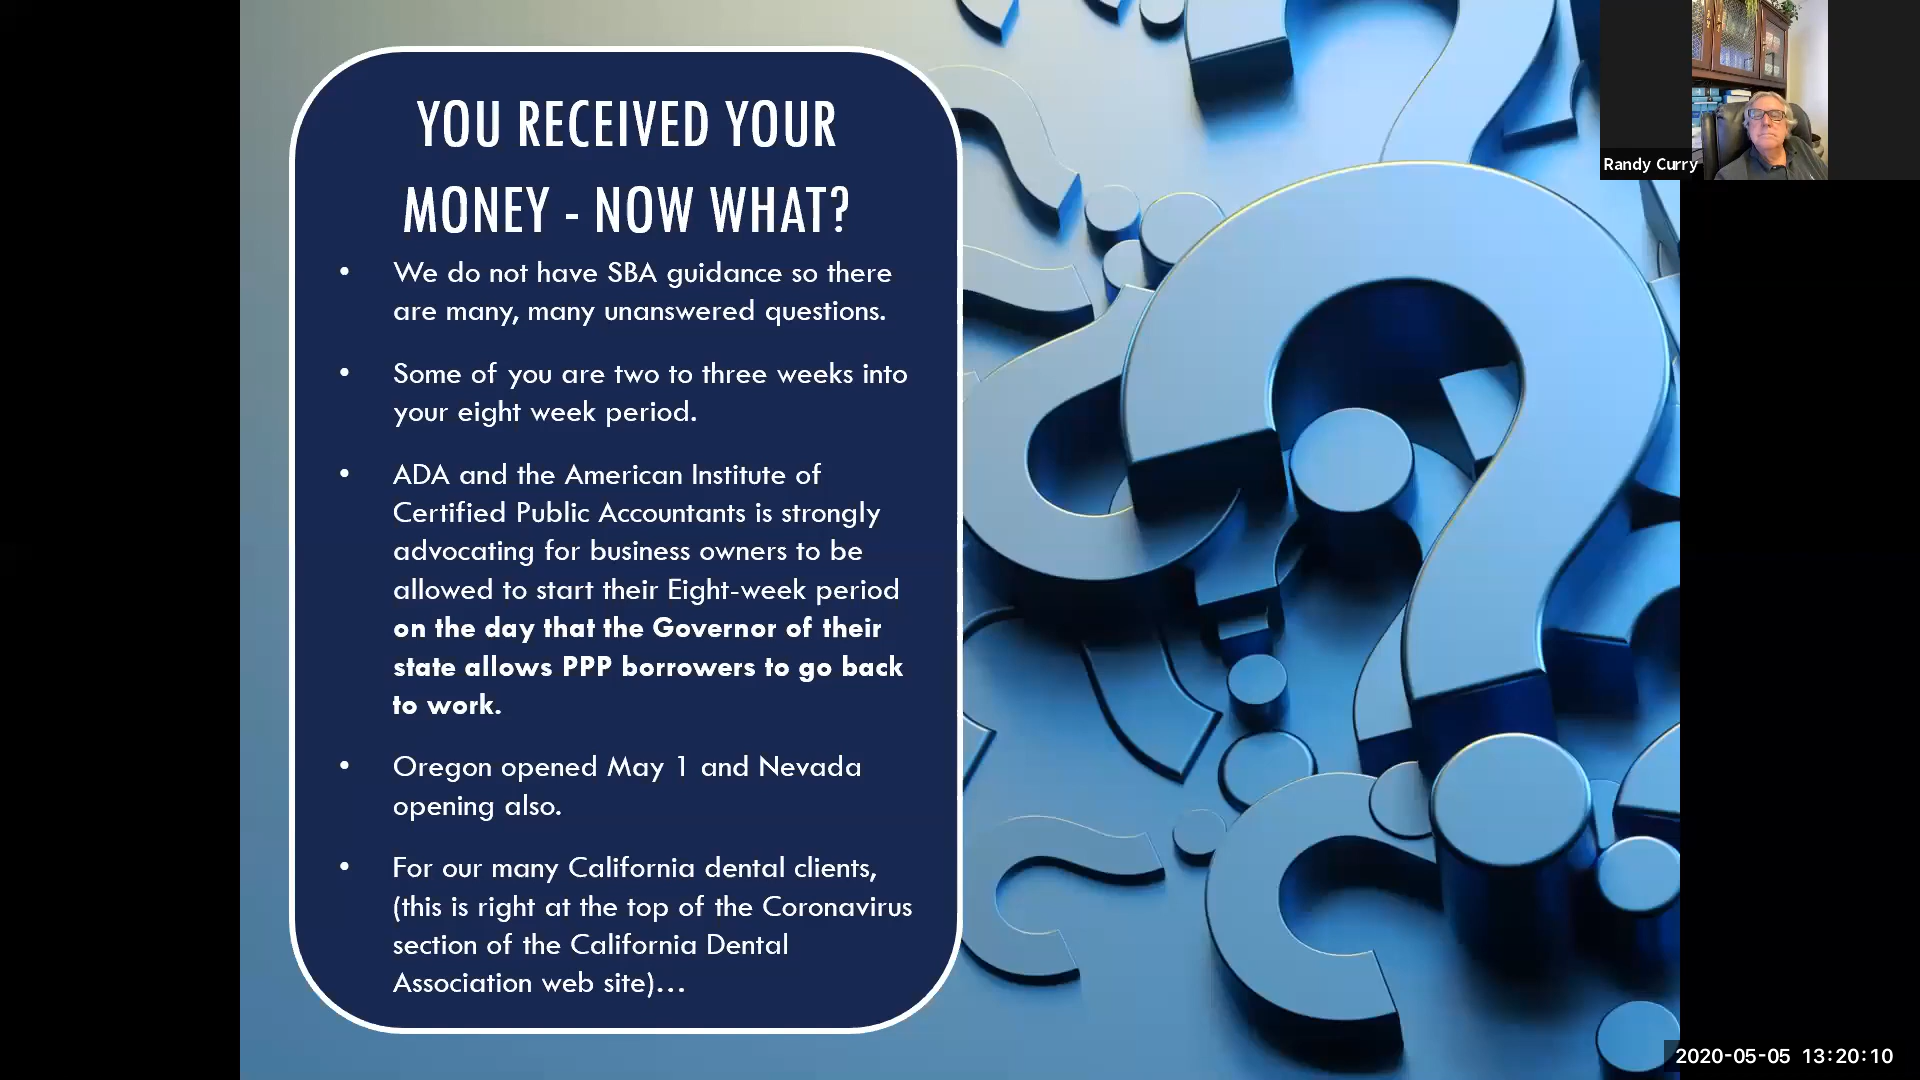 YOU RECEIVED YOUR
MONEY - NOW WHAT?
• We do not have SBA guidance so there
are many, many unanswered questions.
• Some of you are two to three weeks into
your eight week period.
• ADA and the American Institute of
Certified Public Accountants is strongly
advocating for business owners to be
allowed to start their Eight-week period
on the day that the Governor of their
state allows PPP borrowers to go back
to work.
• Oregon opened May 1 and Nevada
opening also.
• For our many California dental clients,
(this is right at the top of the Coronavirus
section of the California Dental
Association web site)...
Randy Curry
2020-05-05 13:20:10